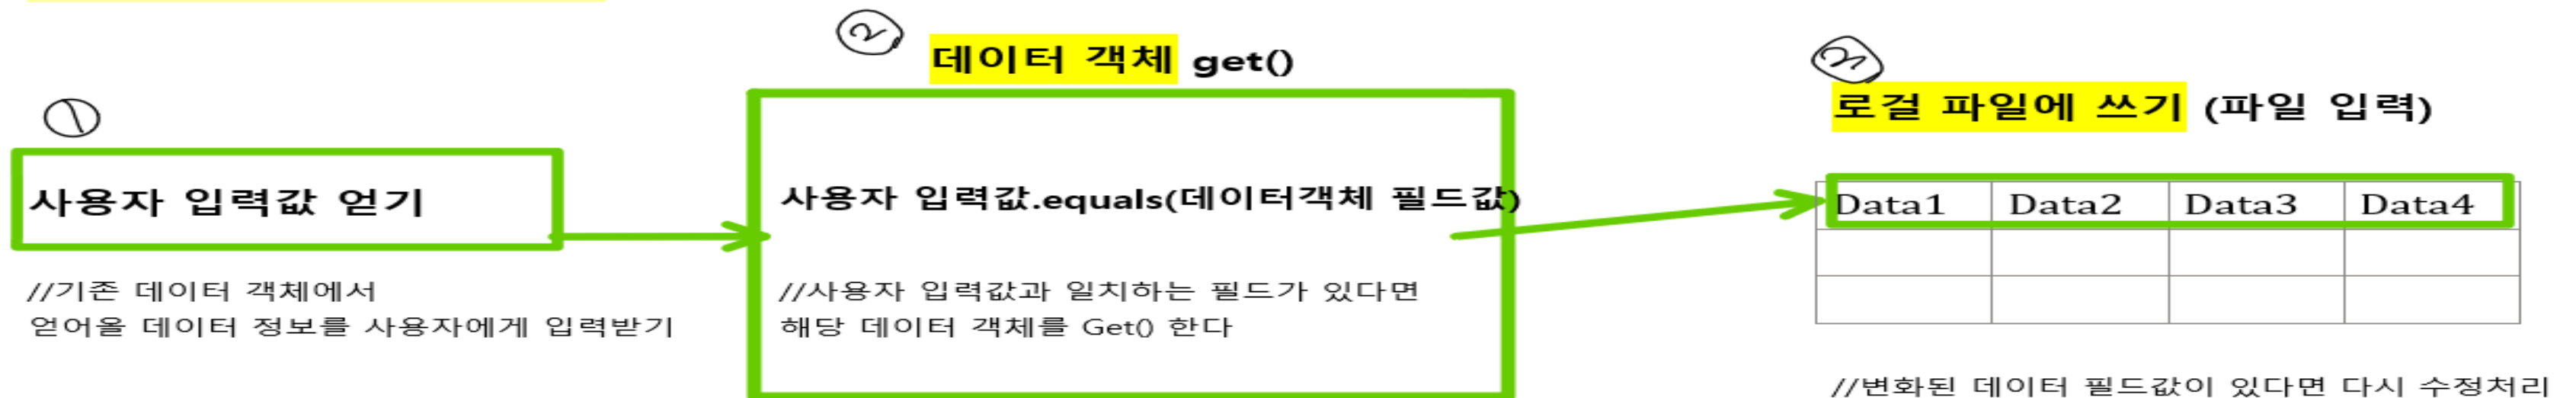 ①
사용자 입력값 얻기
//기존 데이터 객체에서
얻어올 데이터 정보를 사용자에게 입력받기
②
데이터 객체 get()
사용자 입력값.equals(데이터객체 필드값)
//사용자 입력값과 일치하는 필드가 있다면
해당 데이터 객체를 Get() 한다
③
로컬 파일에 쓰기 (파일 입력)
Data1 Data2 Data3 Data4
//변화된 데이터 필드값이 있다면 다시 수정처리